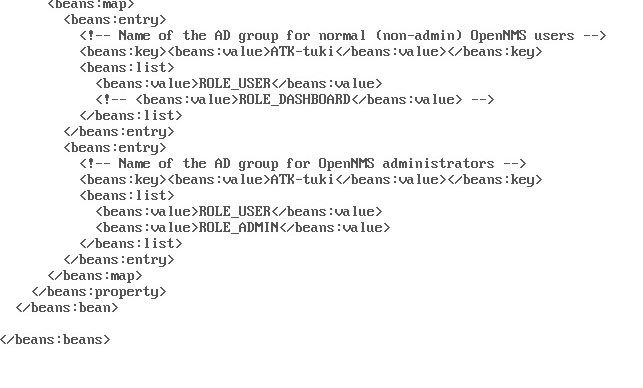 <beans:map>
<beans:entry>
<!-- Name of the AD group for normal (non-admin) OpenNMS users -->
<beans:key><beans:value>ATK-tuki</beans:value></beans:key>
<beans:list>
<beans:value>ROLE_USER</beans:value>
<!-- <beans:value>ROLE_DASHBOARD</beans:value> -->
</beans:list>
</beans:entry>
<beans:entry>
<!-- Name of the AD group for OpenNMS administrators -->
<beans:key><beans:value>ATK-tuki</beans:value></beans:key>
<beans:list>
<beans:value>ROLE_USER</beans:value>
<beans:value>ROLE_ADMIN</beans:value>
</beans:list>
</beans:entry>
</beans:map>
</beans:property>
</beans:bean>
</beans:beans>